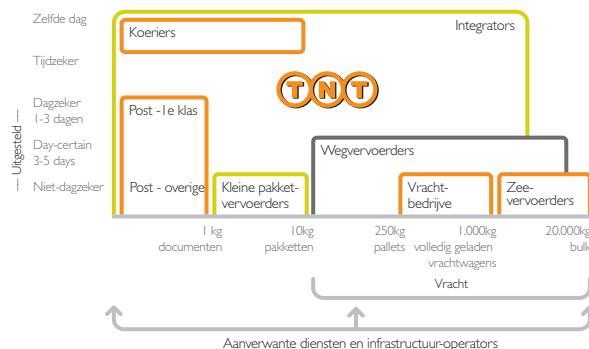 Zelfde dag
Tijdzeker
Dagzeker
1-3 dagen
Day-certain
3-5 days
Niet-dagzeker
— Uitgesteld —
Koeriers
Integrators
TNT
Post -1e klas
Post - overige
Kleine pakket-
vervoerders
Wegvervoerders
Vracht-
bedrijve
Zee-
vervoerders
1 kg
documenten
10kg
pakketten
250kg
pallets
1.000kg
volledig geladen
vrachtwagens
20.000kg
bulk
Vracht
Aanverwante diensten en infrastructuur-operators